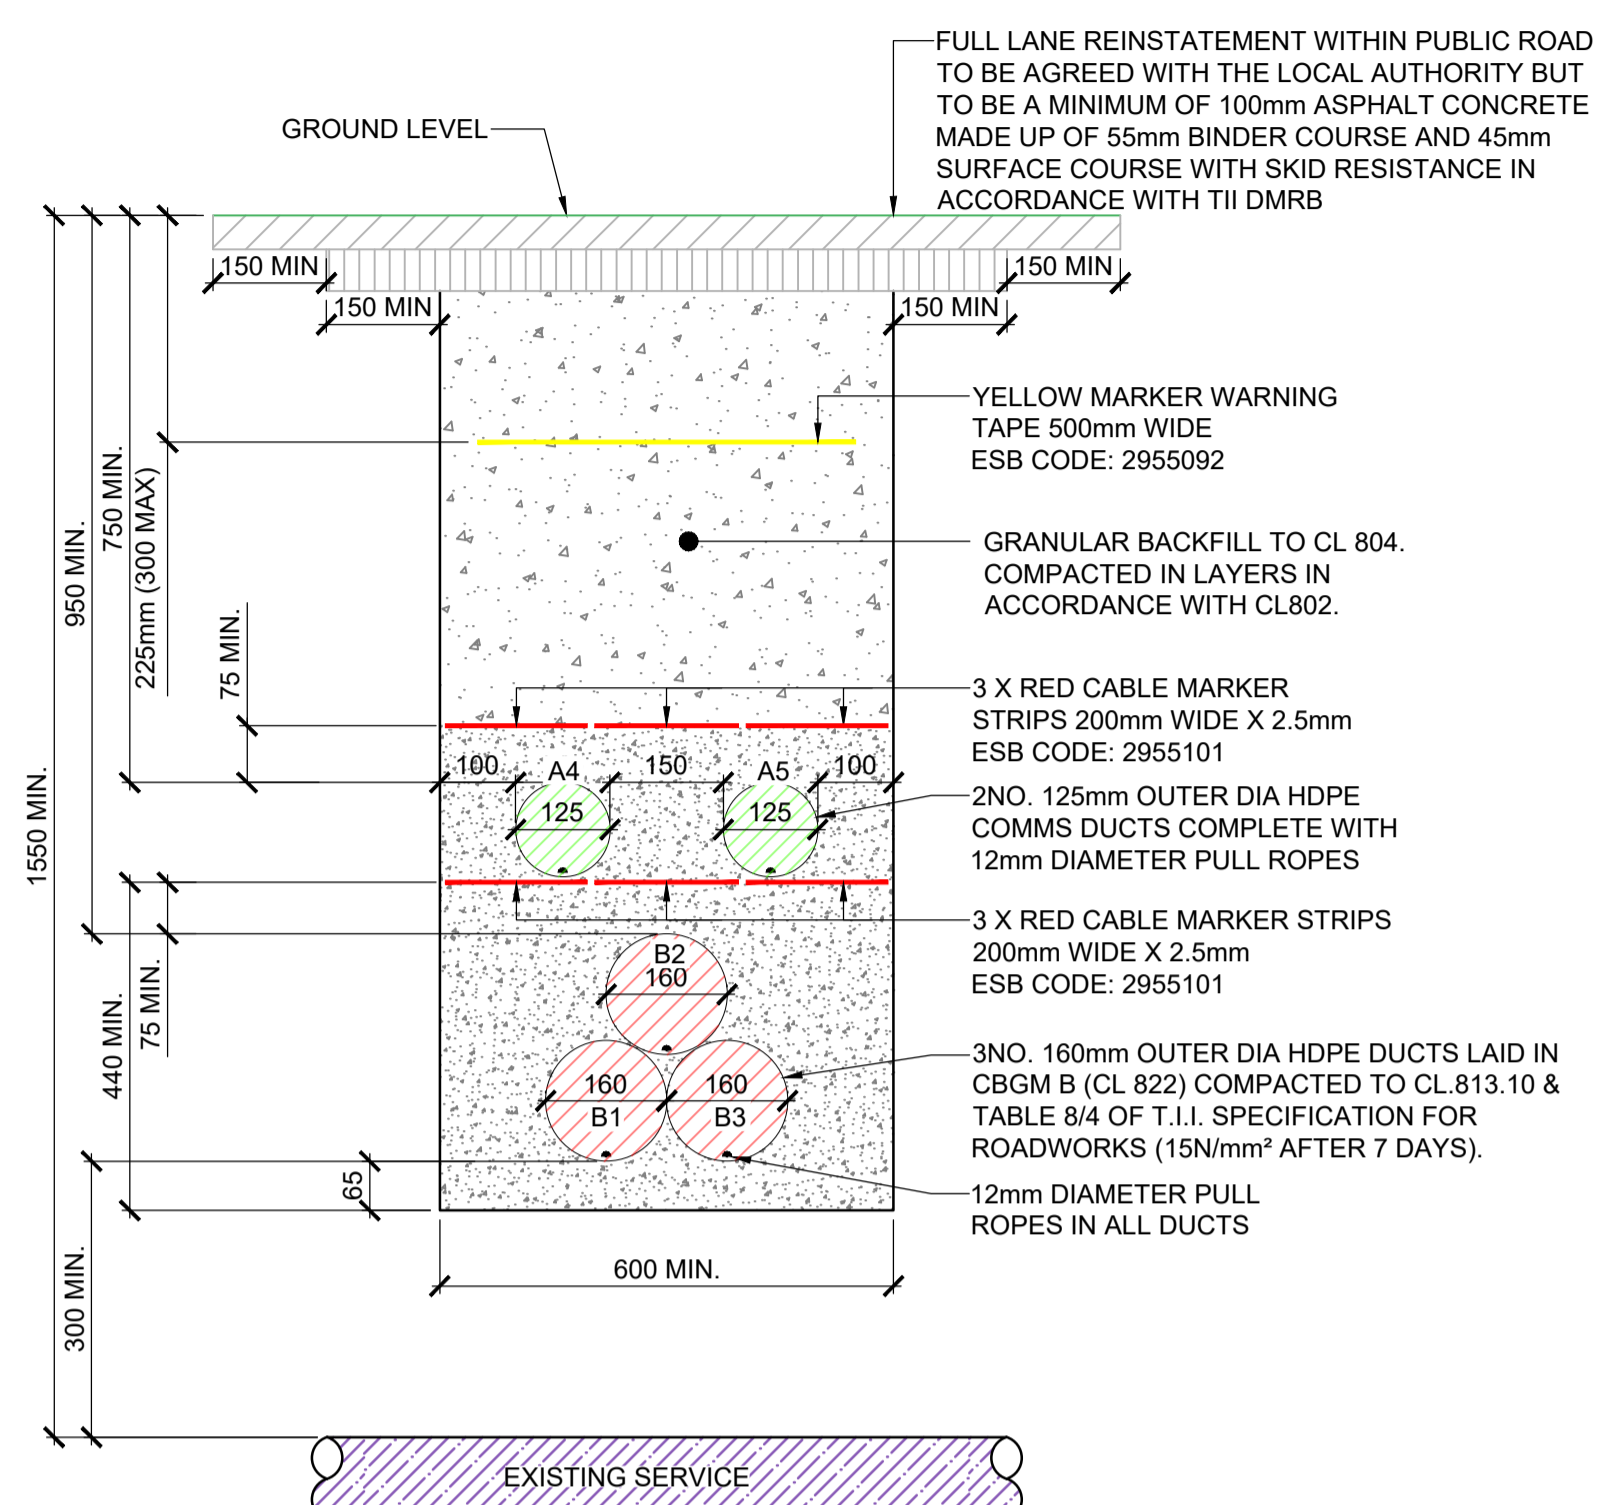 FULL LANE REINSTATEMENT WITHIN PUBLIC ROAD
TO BE AGREED WITH THE LOCAL AUTHORITY BUT
TO BE A MINIMUM OF 100mm ASPHALT CONCRETE
MADE UP OF 55mm BINDER COURSE AND 45mm
SURFACE COURSE WITH SKID RESISTANCE IN
ACCORDANCE WITH TII DMRB
GROUND LEVEL
150 MIN
150 MIN
150 MIN
150 MIN
YELLOW MARKER WARNING
TAPE 500mm WIDE
ESB CODE: 2955092
GRANULAR BACKFILL TO CL 804.
COMPACTED IN LAYERS IN
ACCORDANCE WITH CL802.
1550 MIN.
950 MIN.
750 MIN.
225mm (300 MAX)
75 MIN.
3 X RED CABLE MARKER
STRIPS 200mm WIDE X 2.5mm
ESB CODE: 2955101
100
A4
150
A5
100
125
125
2NO. 125mm OUTER DIA HDPE
COMMS DUCTS COMPLETE WITH
12mm DIAMETER PULL ROPES
3 X RED CABLE MARKER STRIPS
200mm WIDE X 2.5mm
ESB CODE: 2955101
B2
160
440 MIN.
75 MIN.
160
B1
160
B3
3NO. 160mm OUTER DIA HDPE DUCTS LAID IN
CBGM B (CL 822) COMPACTED TO CL.813.10 &
TABLE 8/4 OF T.I.I. SPECIFICATION FOR
ROADWORKS (15N/mm² AFTER 7 DAYS).
65
12mm DIAMETER PULL
ROPES IN ALL DUCTS
600 MIN.
300 MIN.
EXISTING SERVICE